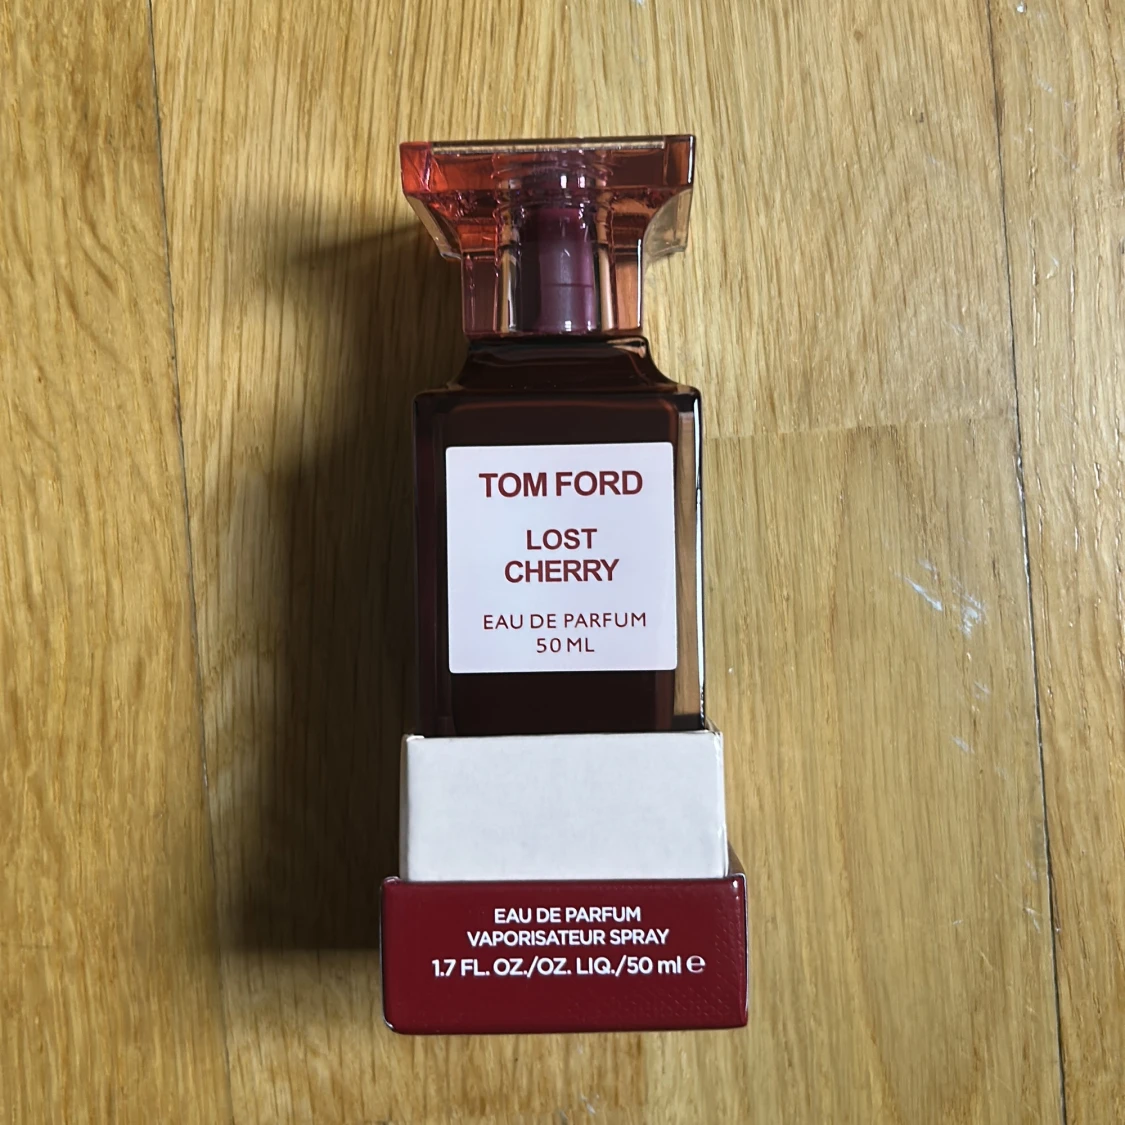 TOM FORD
LOST
CHERRY
EAU DE PARFUM
50 ML
EAU DE PARFUM
VAPORISATEUR SPRAY
1.7 FL. OZ./OZ. LIQ./50 ml ℮